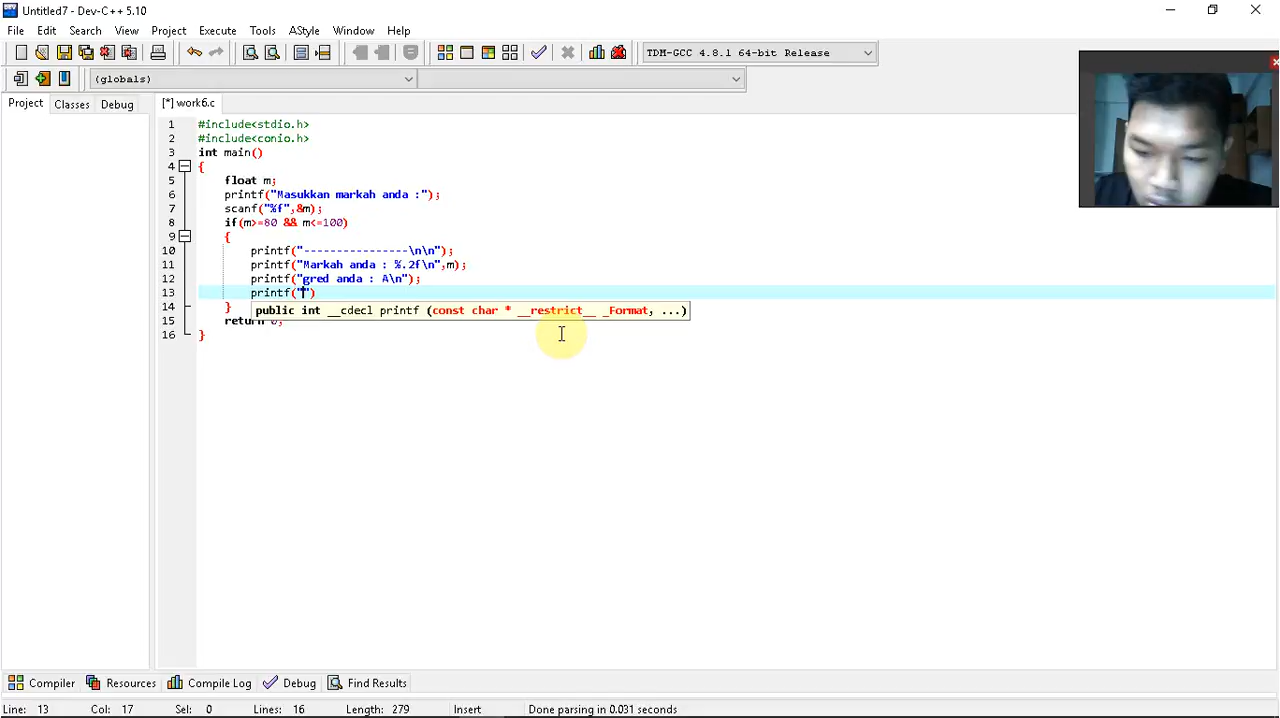 Untitled7 - Dev-C++ 5.10
File Edit Search View Project Execute Tools AStyle Window Help
TDM-GCC 4.8.1 64-bit Release
(globals)
Project Classes Debug [*] work6.c
1 #include<stdio.h>
2 #include<conio.h>
3 int main()
4 {
5 float m;
6 printf("Masukkan markah anda :");
7 scanf("%f",&m);
8 if(m>=80 && m<=100)
9 {
10 printf("----------------\n\n");
11 printf("Markah anda : %.2f\n",m);
12 printf("gred anda : A\n");
13 printf("")
14 }
public int __cdecl printf (const char * __restrict__ _Format, ...)
15 return 0;
16 }
Compiler Resources Compile Log Debug Find Results
Line: 13 Col: 17 Sel: 0 Lines: 16 Length: 279 Insert Done parsing in 0.031 seconds